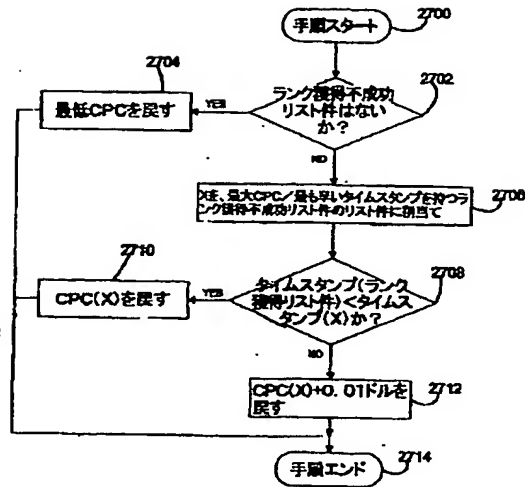 手順スタート
2700
2704
最低CPCを戻す
YES
ランク獲得不成功
リスト件はない
か?
2702
NO
Xを、最大CPC/最も早いタイムスタンプを持つラ
ンク獲得不成功リスト件のリスト件に割当て
2706
2710
CPC(X)を戻す
YES
タイムスタンプ(ランク
獲得リスト件)<タイムス
タンプ(X)か?
2708
NO
CPC(X)+0.01ドルを
戻す
2712
手順エンド
2714